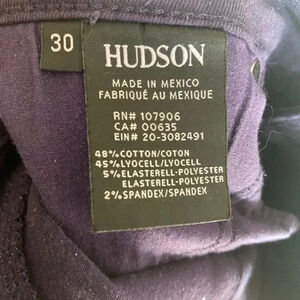 30
HUDSON
MADE IN MEXICO
FABRIQUÉ AU MEXIQUE
RN# 107906
CA# 00635
EIN# 20-3082491
48%COTTON/COTON
45%LYOCELL/LYOCELL
5%ELASTERELL-POLYESTER
ELASTERELL-POLYESTER
2%SPANDEX/SPANDEX